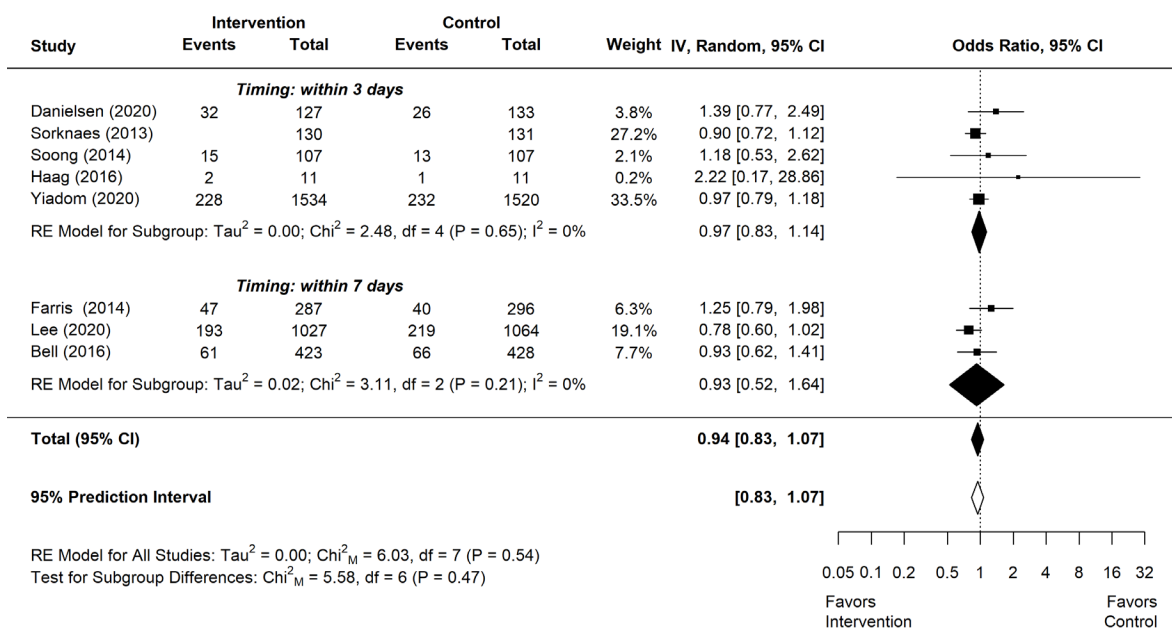 Intervention Control
Study Events Total Events Total Weight IV, Random, 95% CI Odds Ratio, 95% CI
Timing: within 3 days
Danielsen (2020) 32 127 26 133 3.8% 1.39 [0.77, 2.49]
Sorknaes (2013) 130 131 27.2% 0.90 [0.72, 1.12]
Soong (2014) 15 107 13 107 2.1% 1.18 [0.53, 2.62]
Haag (2016) 2 11 1 11 0.2% 2.22 [0.17, 28.86]
Yiadom (2020) 228 1534 232 1520 33.5% 0.97 [0.79, 1.18]
RE Model for Subgroup: Tau² = 0.00; Chi² = 2.48, df = 4 (P = 0.65); I² = 0% 0.97 [0.83, 1.14]
Timing: within 7 days
Farris (2014) 47 287 40 296 6.3% 1.25 [0.79, 1.98]
Lee (2020) 193 1027 219 1064 19.1% 0.78 [0.60, 1.02]
Bell (2016) 61 423 66 428 7.7% 0.93 [0.62, 1.41]
RE Model for Subgroup: Tau² = 0.02; Chi² = 3.11, df = 2 (P = 0.21); I² = 0% 0.93 [0.52, 1.64]
Total (95% CI) 0.94 [0.83, 1.07]
95% Prediction Interval [0.83, 1.07]
RE Model for All Studies: Tau² = 0.00; Chi²M = 6.03, df = 7 (P = 0.54)
Test for Subgroup Differences: Chi²M = 5.58, df = 6 (P = 0.47)
0.05 0.1 0.2 0.5 1 2 4 8 16 32
Favors Favors
Intervention Control